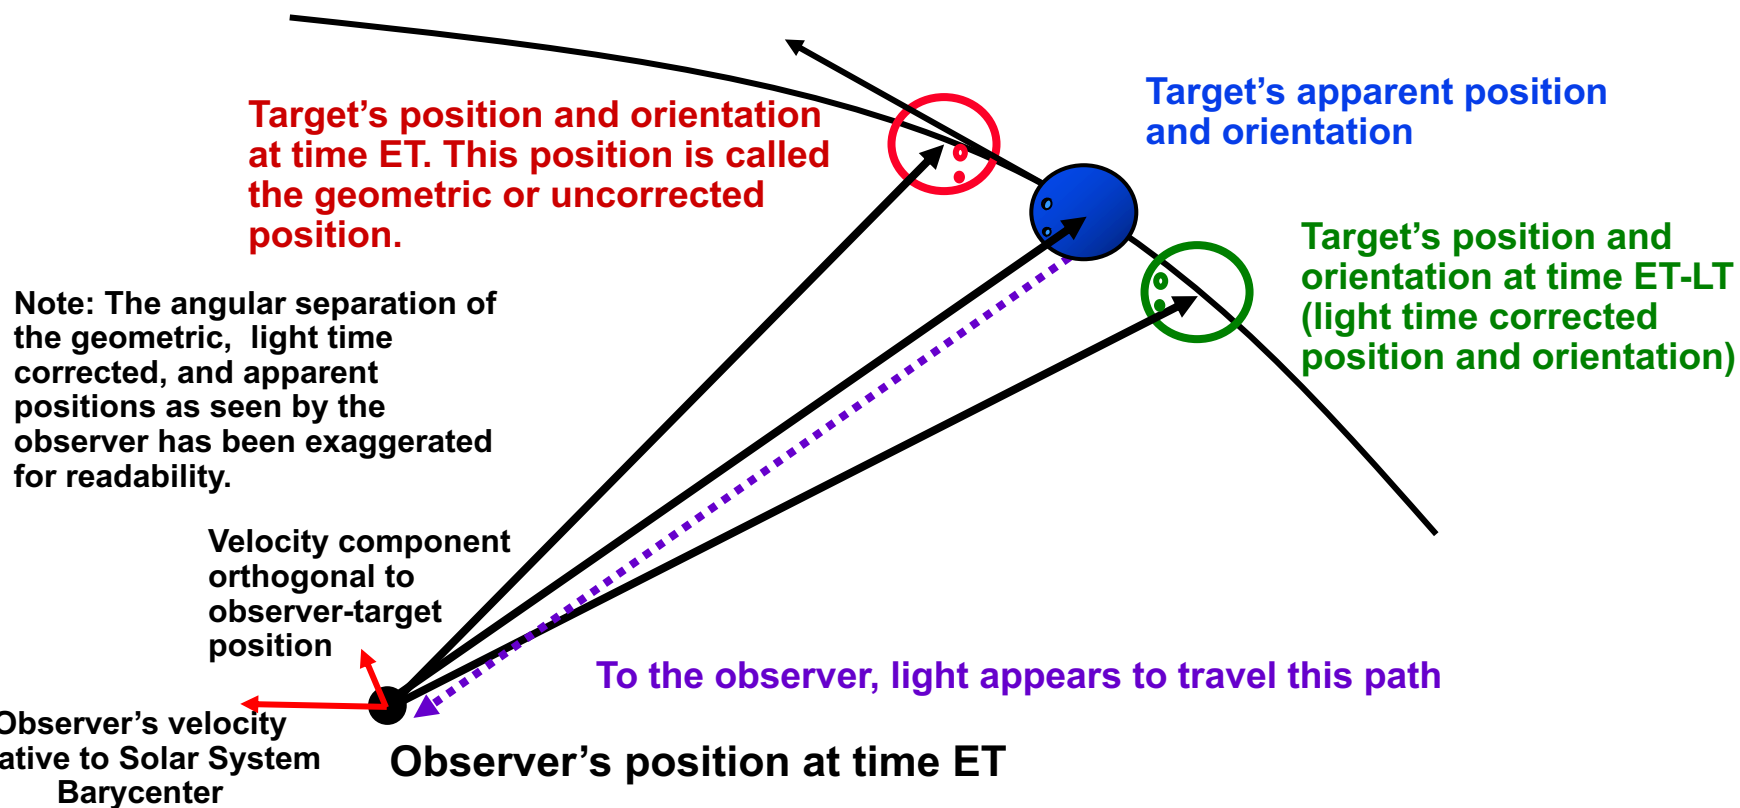 Target’s apparent position
and orientation
Target’s position and orientation
at time ET. This position is called
the geometric or uncorrected
position.
Target’s position and
orientation at time ET-LT
(light time corrected
position and orientation)
Note: The angular separation of
the geometric,  light time
corrected, and apparent
positions as seen by the
observer has been exaggerated
for readability.
Velocity component
orthogonal to
observer-target
position
To the observer, light appears to travel this path
Observer’s velocity
to Solar System
Barycenter
Observer’s position at time ET